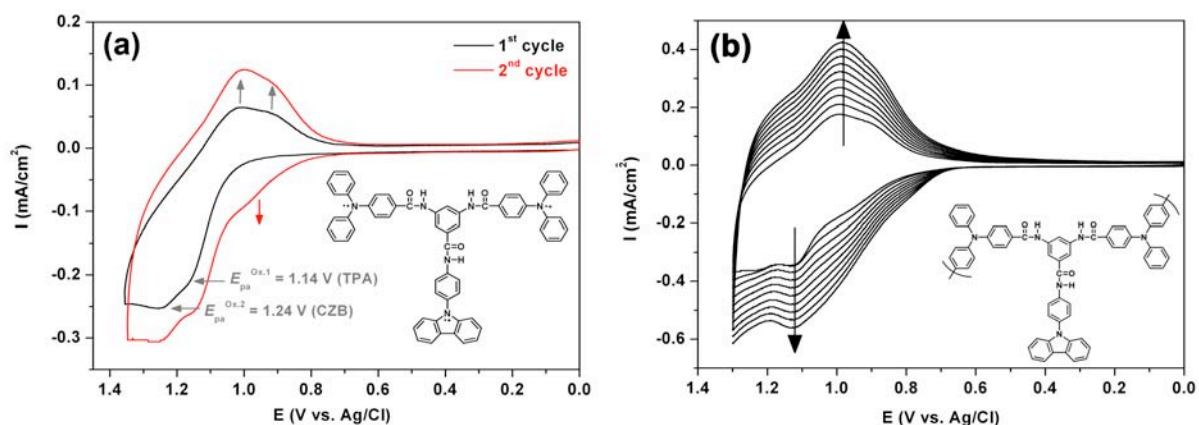 (a)
1st cycle
2nd cycle
0.2
0.1
0.0
-0.1
-0.2
-0.3
I (mA/cm2)
Epa Ox.1 = 1.14 V (TPA)
Epa Ox.2 = 1.24 V (CZB)
N
O
C
H
N
H
N
O
C
N
C=O
N-H
N
1.4 1.2 1.0 0.8 0.6 0.4 0.2 0.0
E (V vs. Ag/Cl)
(b)
0.4
0.2
0.0
-0.2
-0.4
-0.6
I (mA/cm2)
N
O
C
H
N
H
N
O
C
N
C=O
N-H
N
1.4 1.2 1.0 0.8 0.6 0.4 0.2 0.0
E (V vs. Ag/Cl)